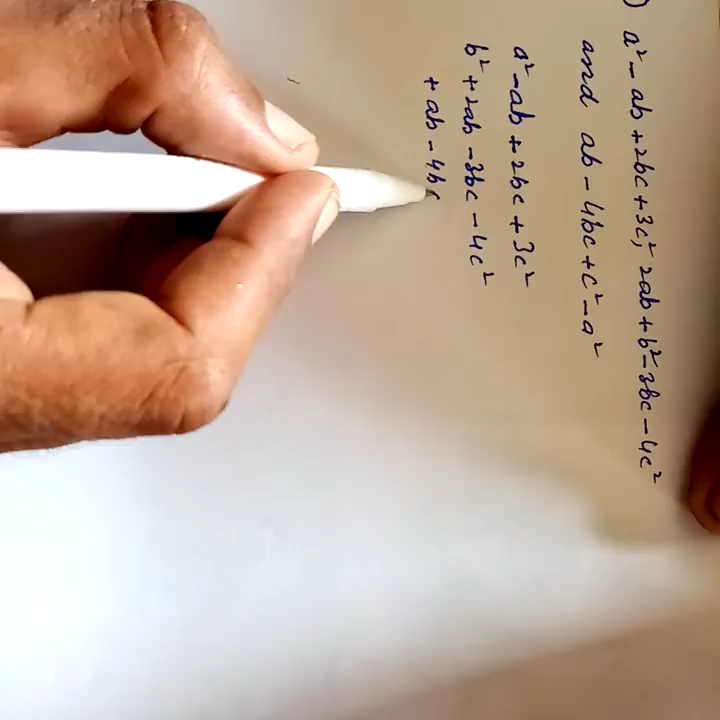 ) a² - ab + 2bc + 3c², 2ab + b² - 3bc - 4c²
and ab - 4bc + c² - a²
a² - ab + 2bc + 3c²
b² + 2ab - 3bc - 4c²
+ ab - 4bc